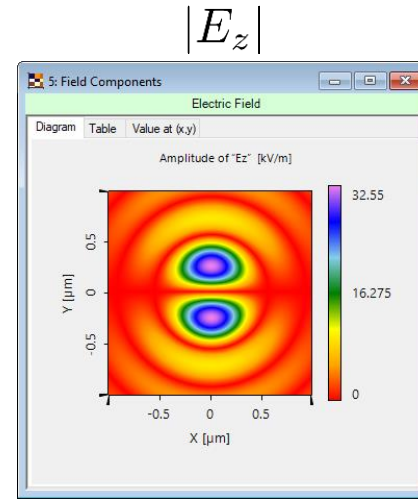 |E_z|
5: Field Components
Electric Field
Diagram Table Value at (x,y)
Amplitude of "Ez" [kV/m]
32.55
16.275
0
Y [µm]
0.5
0
-0.5
-0.5 0 0.5
X [µm]